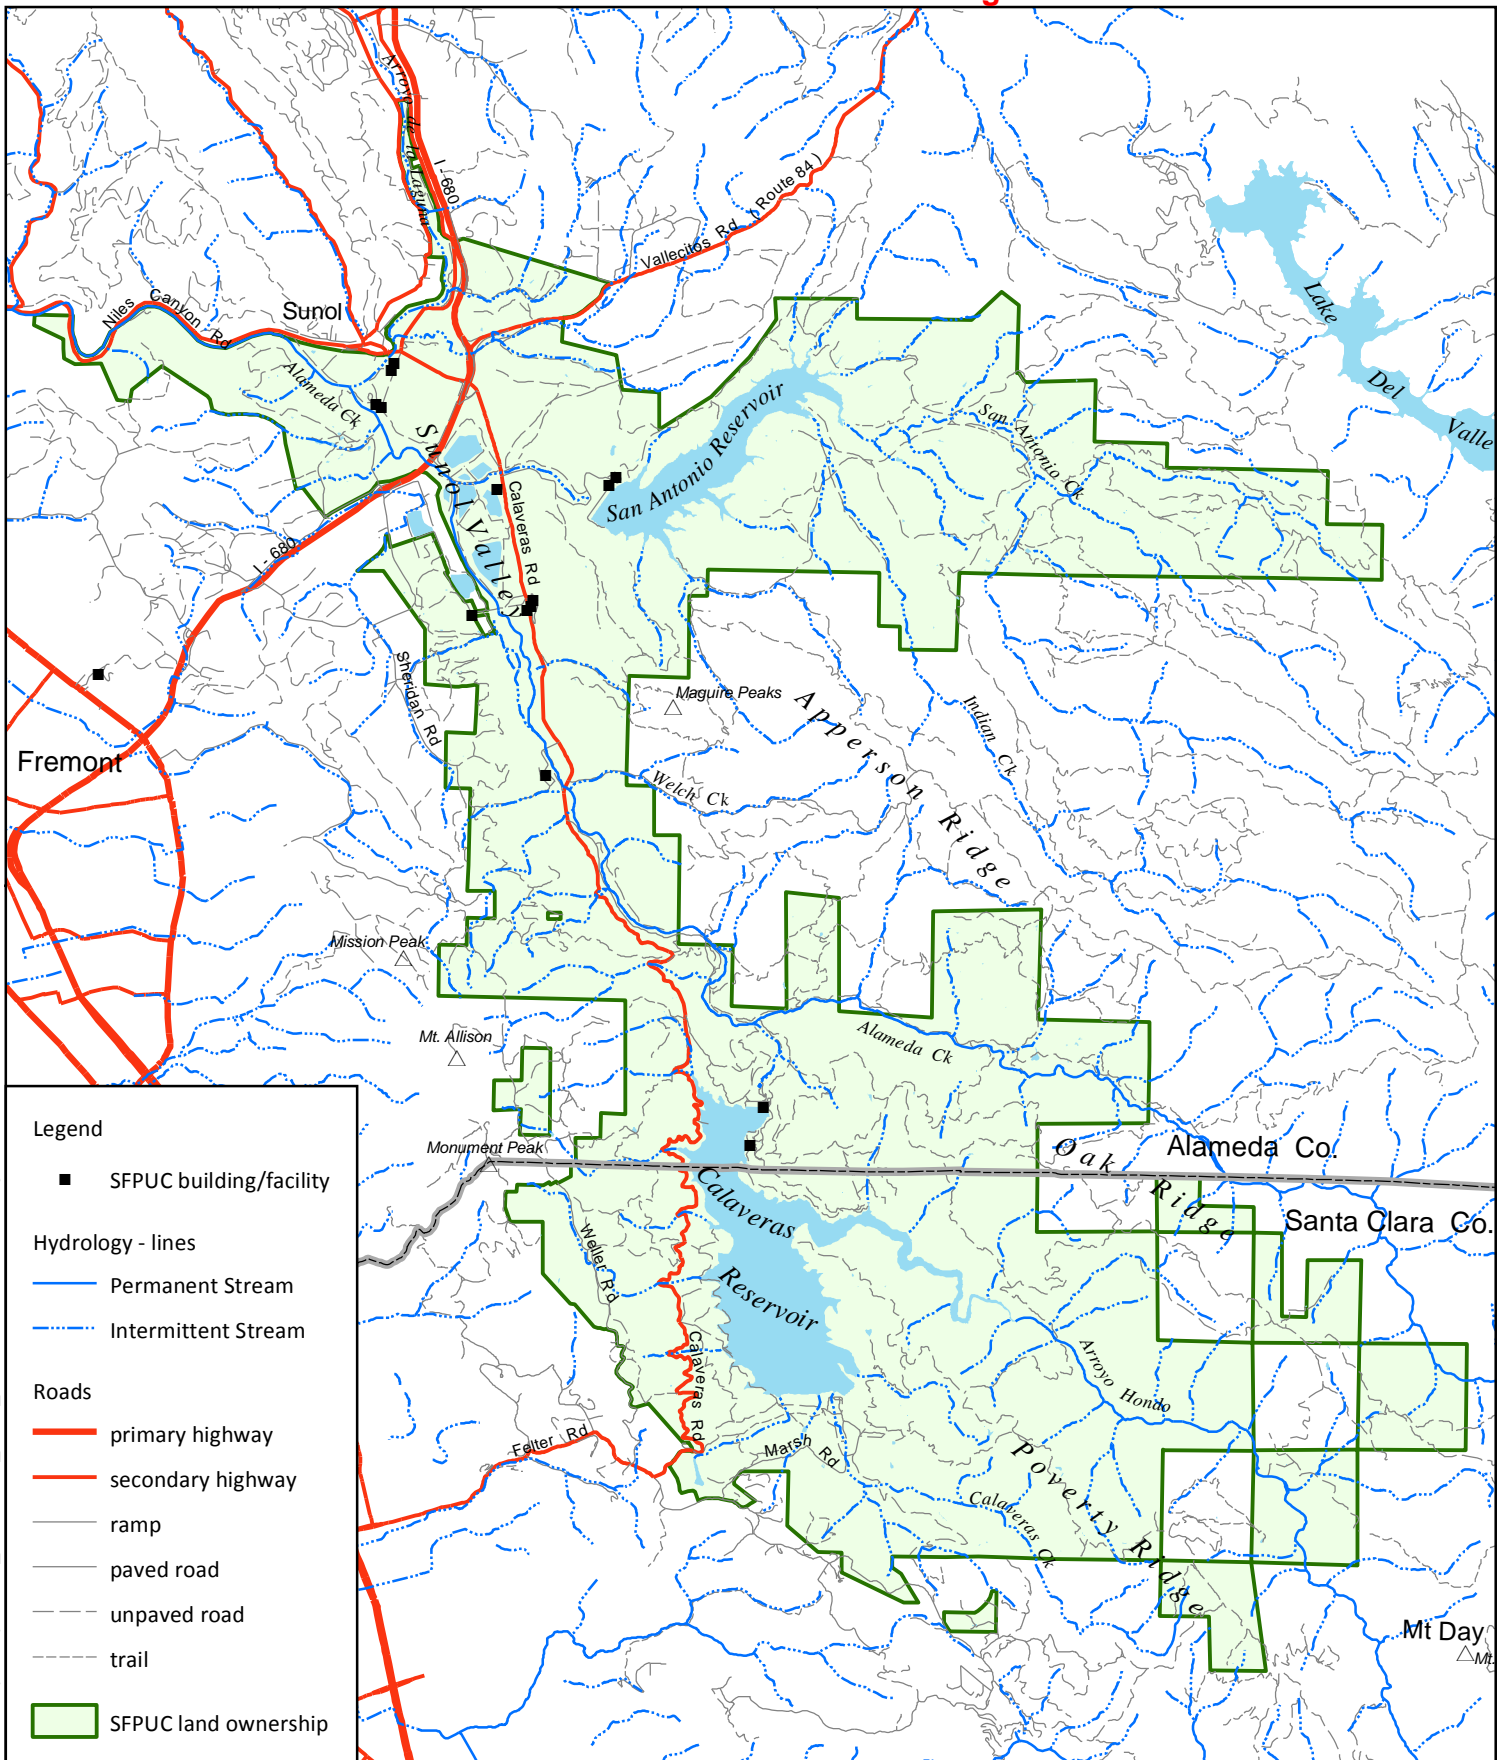 g
Arroyo de la Laguna
I - 680
Vallecitos Rd ( Route 84 )
Niles Canyon Rd
Sunol
Alameda Ck
Lake
Del
Valle
Sunol Valley
San Antonio Reservoir
San Antonio Ck
Calaveras Rd
I - 680
Sheridan Rd
Maguire Peaks
Apperson Ridge
Indian Ck
Fremont
Welch Ck
Mission Peak
Mt. Allison
Alameda Ck
Monument Peak
Oak Ridge
Alameda Co.
Santa Clara Co.
Calaveras
Reservoir
Weller Rd
Calaveras Rd
Arroyo Hondo
Felter Rd
Marsh Rd
Poverty Ridge
Calaveras Ck
Mt Day
Mt.
Legend
SFPUC building/facility
Hydrology - lines
Permanent Stream
Intermittent Stream
Roads
primary highway
secondary highway
ramp
paved road
unpaved road
trail
SFPUC land ownership